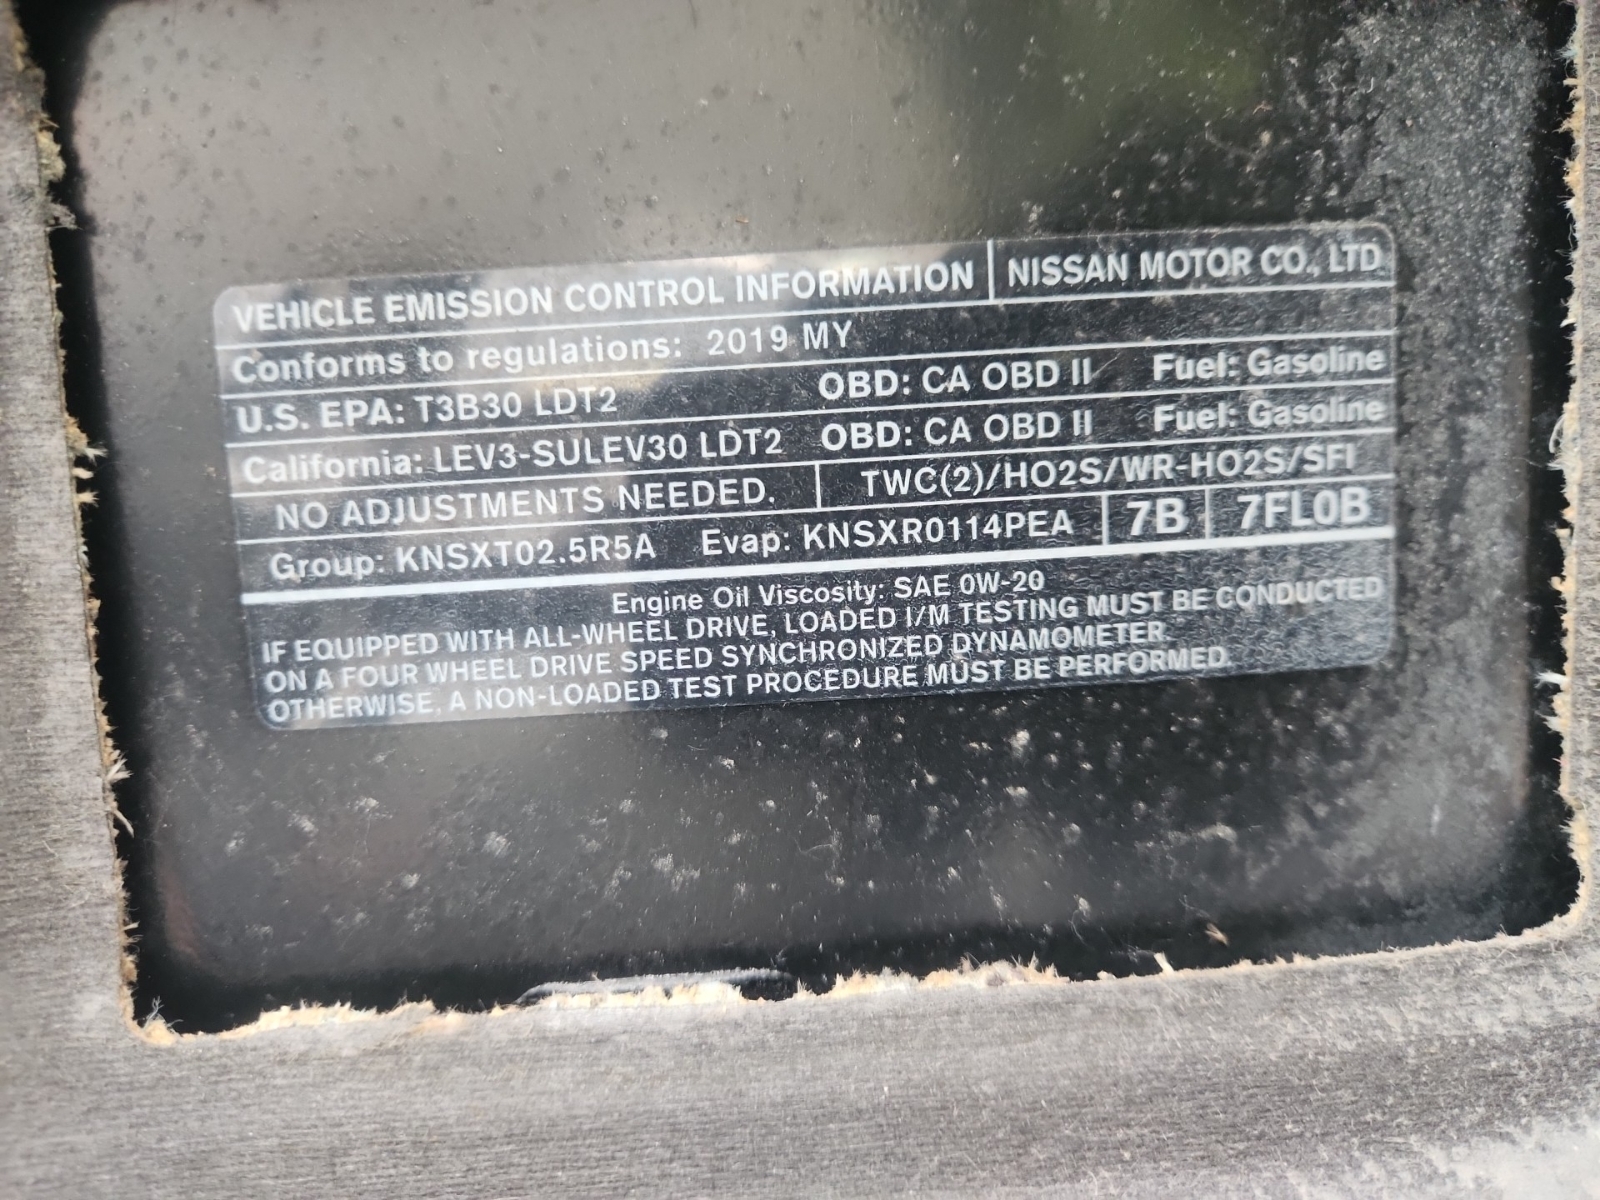 VEHICLE EMISSION CONTROL INFORMATION NISSAN MOTOR CO., LTD.
Conforms to regulations: 2019 MY
U.S. EPA: T3B30 LDT2 OBD: CA OBD II Fuel: Gasoline
California: LEV3-SULEV30 LDT2 OBD: CA OBD II Fuel: Gasoline
NO ADJUSTMENTS NEEDED. TWC(2)/HO2S/WR-HO2S/SFI
Group: KNSXT02.5R5A Evap: KNSXR0114PEA 7B 7FL0B
Engine Oil Viscosity: SAE 0W-20
IF EQUIPPED WITH ALL-WHEEL DRIVE, LOADED I/M TESTING MUST BE CONDUCTED
ON A FOUR WHEEL DRIVE SPEED SYNCHRONIZED DYNAMOMETER.
OTHERWISE, A NON-LOADED TEST PROCEDURE MUST BE PERFORMED.